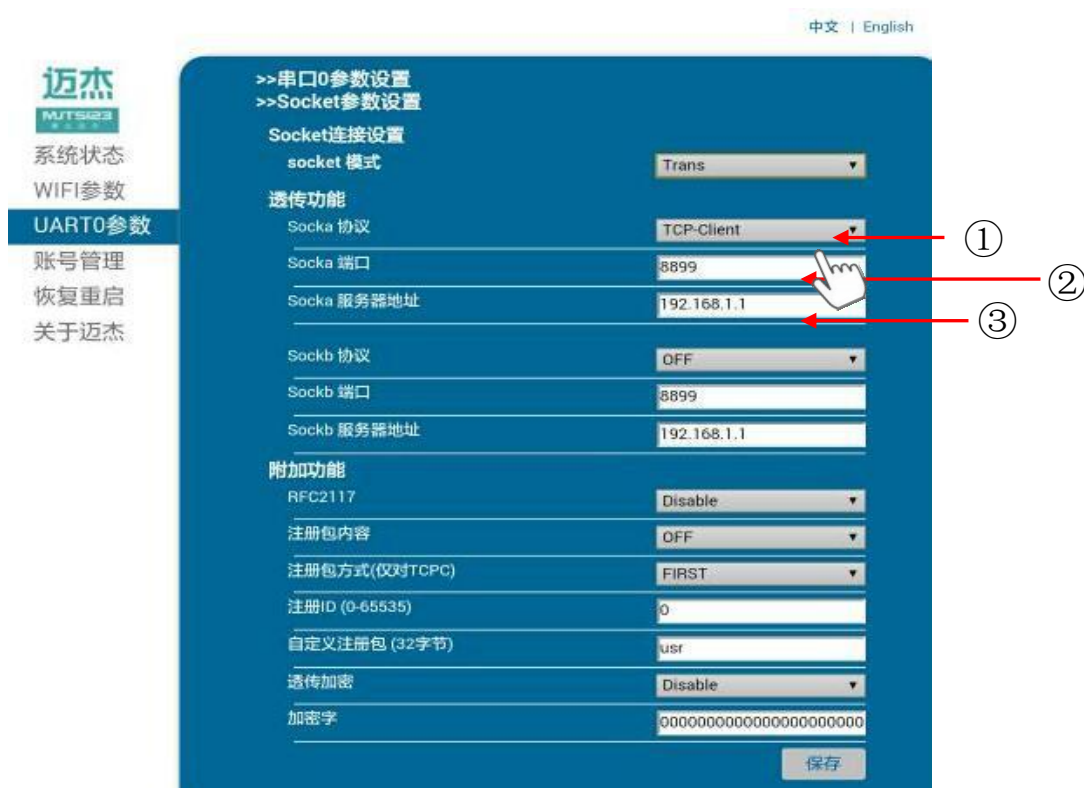 中文 | English
迈杰
MJTS123
系统状态
WIFI参数
UART0参数
账号管理
恢复重启
关于迈杰
>>串口0参数设置
>>Socket参数设置
Socket连接设置
socket 模式 Trans
透传功能
Socka 协议 TCP-Client ①
Socka 端口 8899 ②
Socka 服务器地址 192.168.1.1 ③
Sockb 协议 OFF
Sockb 端口 8899
Sockb 服务器地址 192.168.1.1
附加功能
RFC2117 Disable
注册包内容 OFF
注册包方式(仅对TCPC) FIRST
注册ID (0-65535) 0
自定义注册包 (32字节) usr
透传加密 Disable
加密字 0000000000000000000000
保存